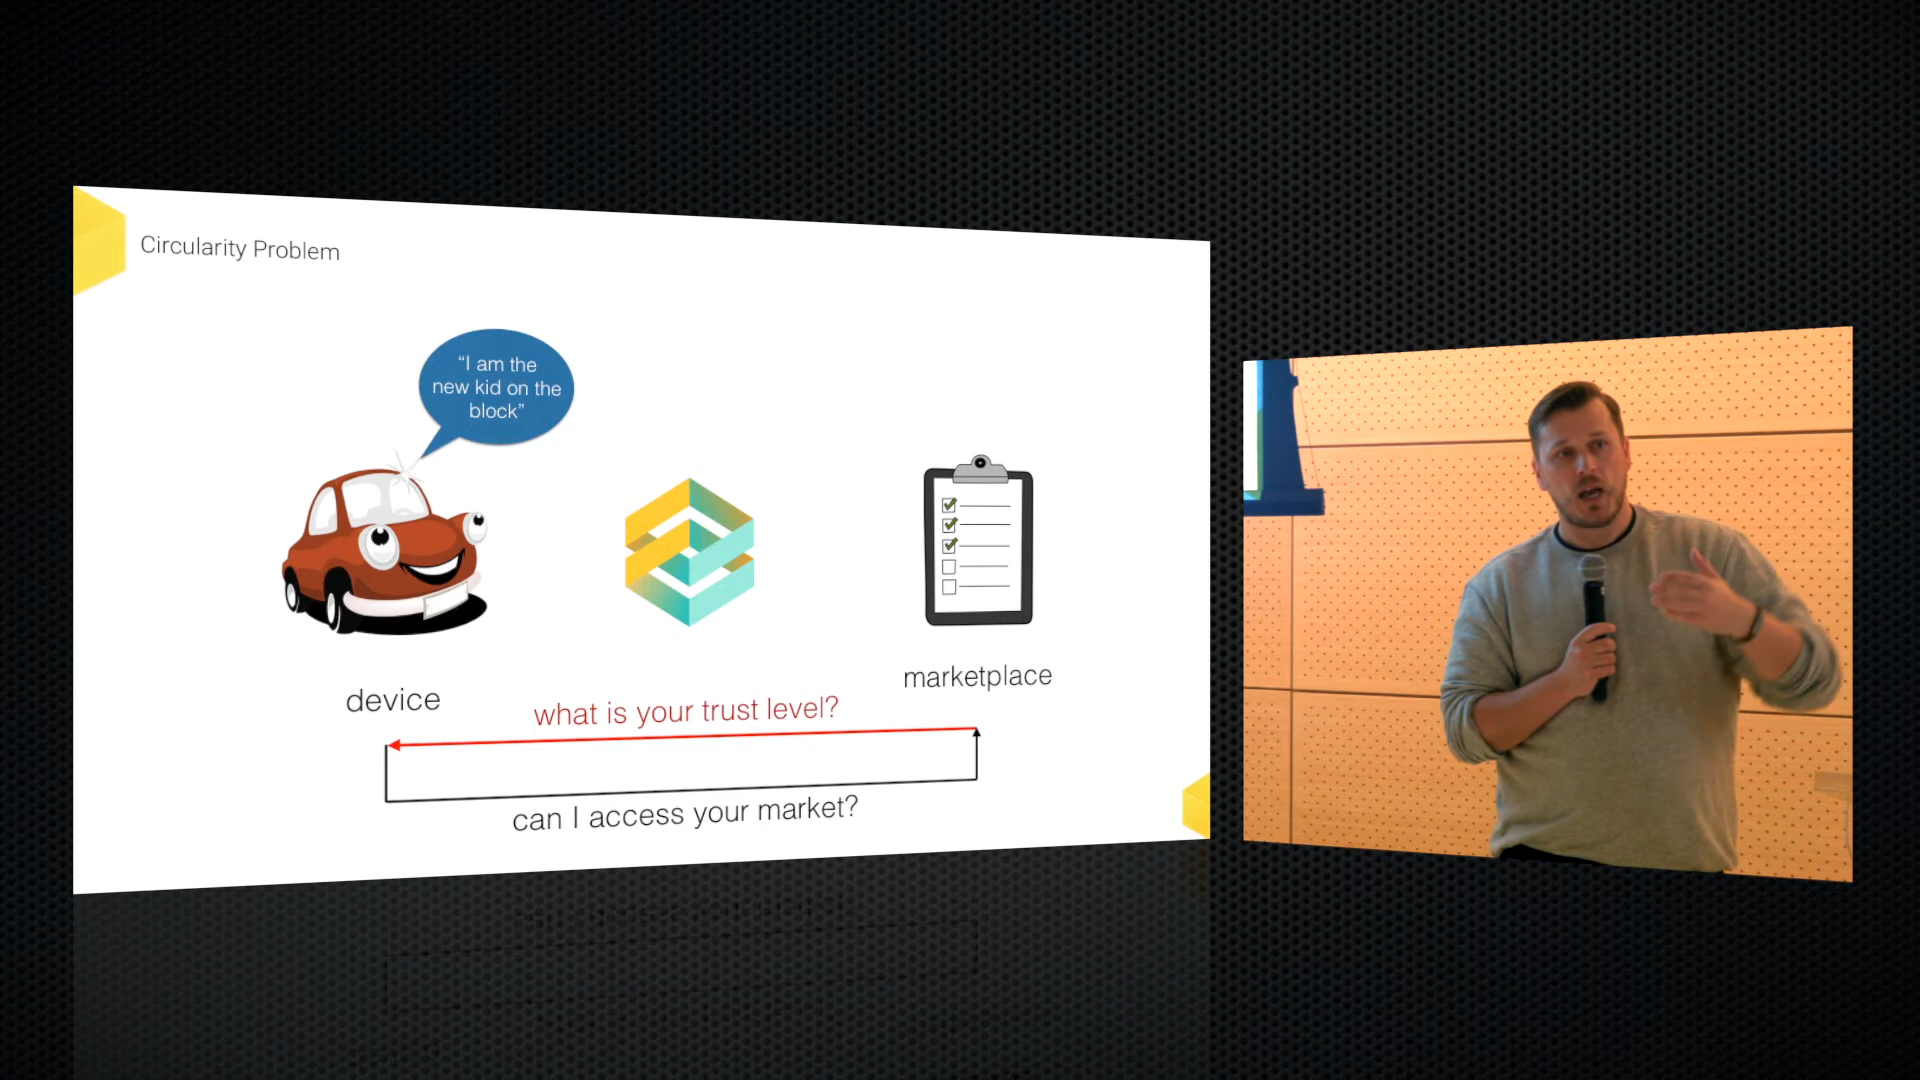 Circularity Problem
“I am the
new kid on the
block”
device
marketplace
what is your trust level?
can I access your market?